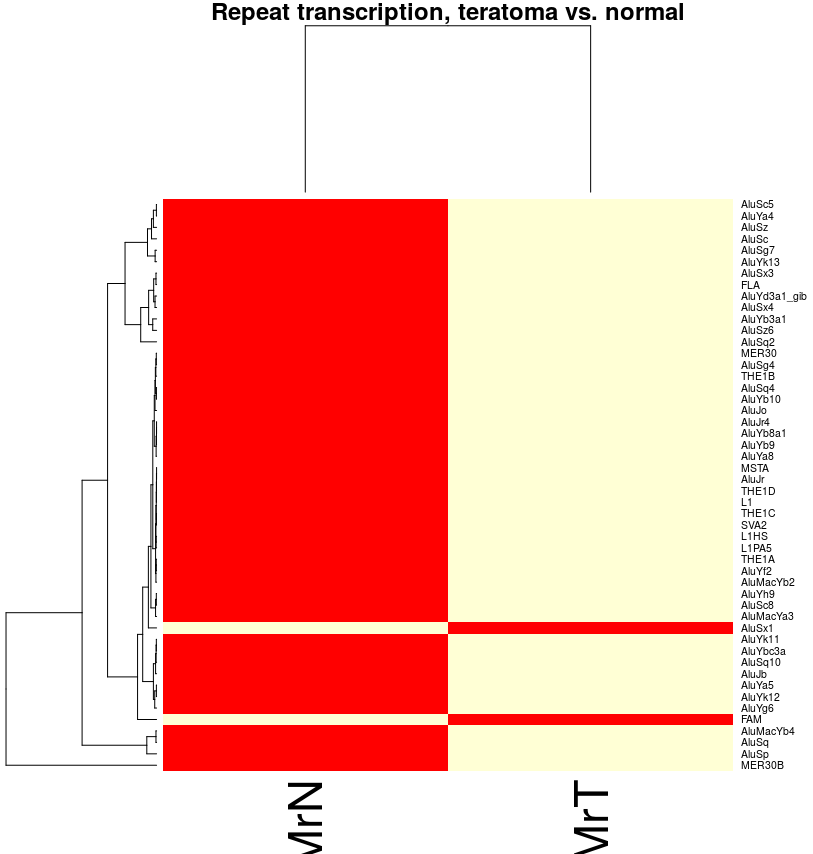 Repeat transcription, teratoma vs. normal
AluSc5
AluYa4
AluSz
AluSc
AluSg7
AluYk13
AluSx3
FLA
AluYd3a1_gib
AluSx4
AluYb3a1
AluSz6
AluSq2
MER30
AluSg4
THE1B
AluSq4
AluYb10
AluJo
AluJr4
AluYb8a1
AluYb9
AluYa8
MSTA
AluJr
THE1D
L1
THE1C
SVA2
L1HS
L1PA5
THE1A
AluYf2
AluMacYb2
AluYh9
AluSc8
AluMacYa3
AluSx1
AluYk11
AluYbc3a
AluSq10
AluJb
AluYa5
AluYk12
AluYg6
FAM
AluMacYb4
AluSq
AluSp
MER30B
MrN
MrT